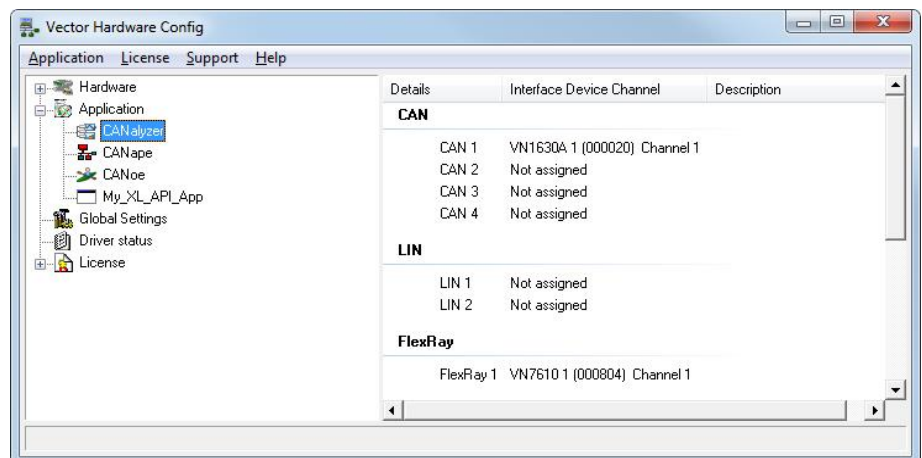 Vector Hardware Config
Application License Support Help
Hardware
Application
CANalyzer
CANape
CANoe
My_XL_API_App
Global Settings
Driver status
License
Details Interface Device Channel Description
CAN
CAN 1 VN1630A 1 (000020) Channel 1
CAN 2 Not assigned
CAN 3 Not assigned
CAN 4 Not assigned
LIN
LIN 1 Not assigned
LIN 2 Not assigned
FlexRay
FlexRay 1 VN7610 1 (000804) Channel 1